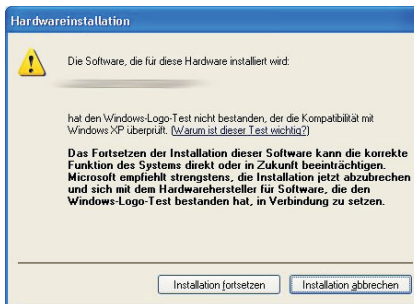 Hardwareinstallation
Die Software, die für diese Hardware installiert wird:
hat den Windows-Logo-Test nicht bestanden, der die Kompatibilität mit
Windows XP überprüft. (Warum ist dieser Test wichtig?)
Das Fortsetzen der Installation dieser Software kann die korrekte
Funktion des Systems direkt oder in Zukunft beeinträchtigen.
Microsoft empfiehlt strengstens, die Installation jetzt abzubrechen
und sich mit dem Hardwarehersteller für Software, die den
Windows-Logo-Test bestanden hat, in Verbindung zu setzen.
Installation fortsetzen
Installation abbrechen